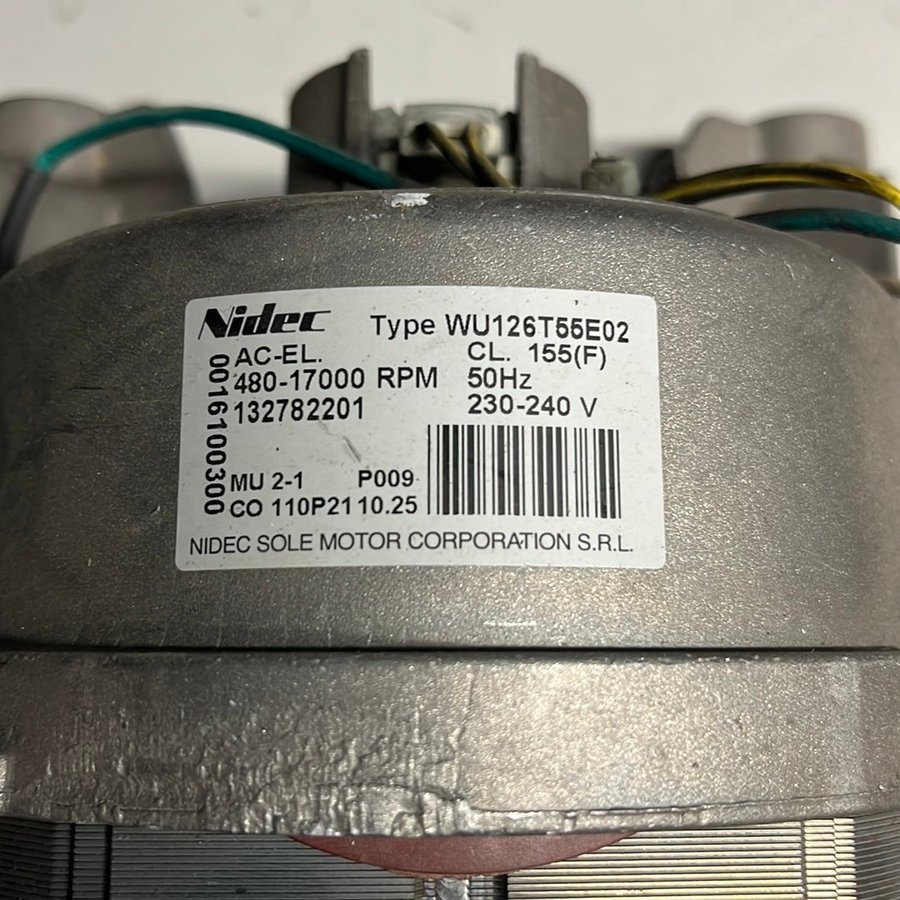 Nidec Type WU126T55E02
AC-EL. CL. 155(F)
480-17000 RPM 50Hz
132782201 230-240 V
0016100300
MU 2-1 P009
CO 110P21 10.25
NIDEC SOLE MOTOR CORPORATION S.R.L.